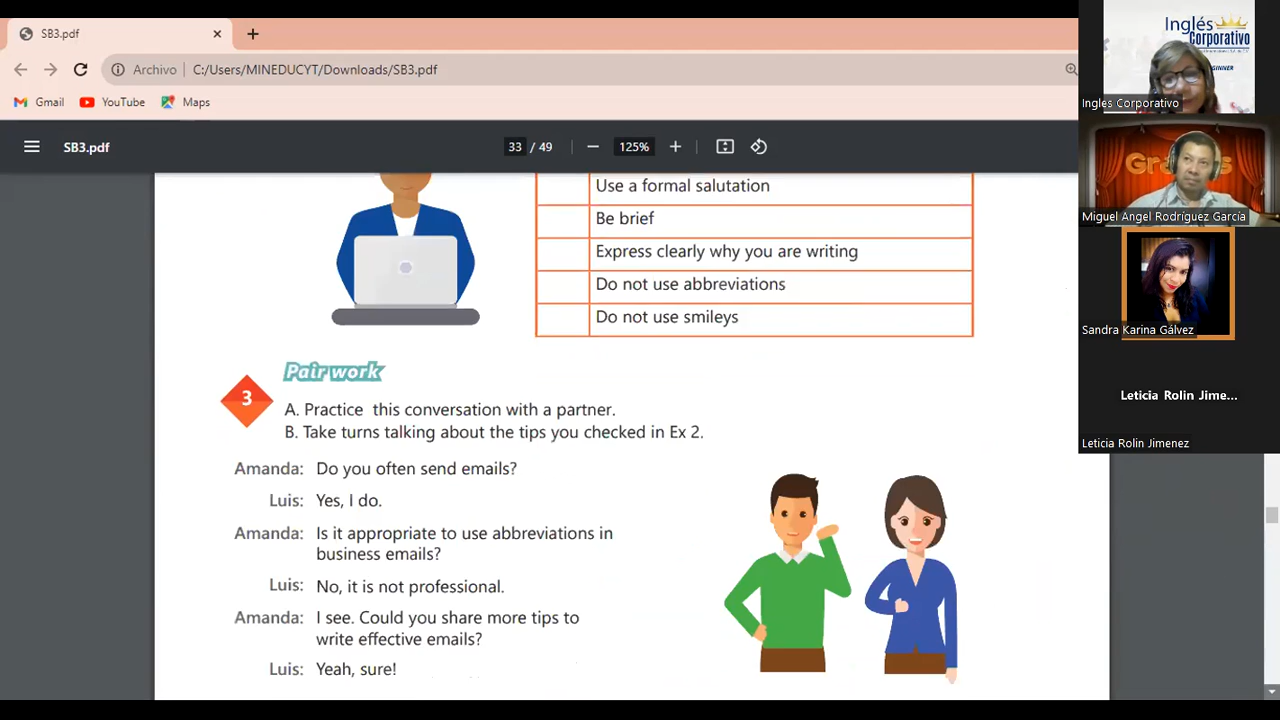 SB3.pdf
Archivo
C:/Users/MINEDUCYT/Downloads/SB3.pdf
Gmail
YouTube
Maps
SB3.pdf
33 / 49
125%
Use a formal salutation
Be brief
Express clearly why you are writing
Do not use abbreviations
Do not use smileys
Pair work
3
A. Practice this conversation with a partner.
B. Take turns talking about the tips you checked in Ex 2.
Amanda: Do you often send emails?
Luis: Yes, I do.
Amanda: Is it appropriate to use abbreviations in
business emails?
Luis: No, it is not professional.
Amanda: I see. Could you share more tips to
write effective emails?
Luis: Yeah, sure!
Inglés
Corporativo
Inglés Corporativo
Miguel Angel Rodríguez García
Sandra Karina Gálvez
Leticia Rolin Jime...
Leticia Rolin Jimenez